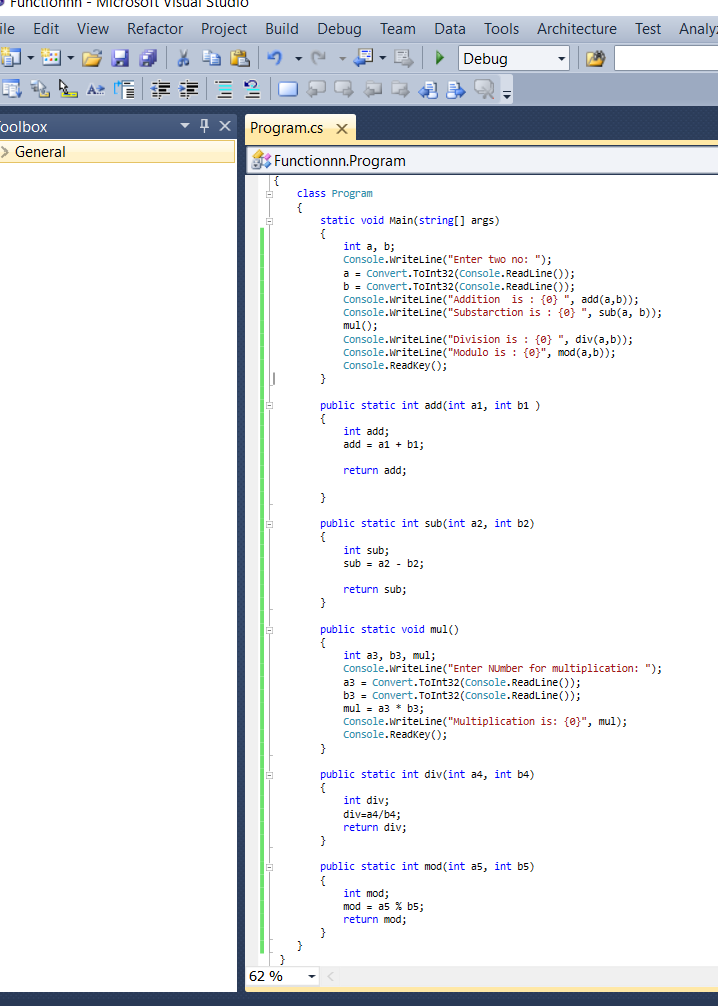 Functionnn - Microsoft Visual Studio
ile Edit View Refactor Project Build Debug Team Data Tools Architecture Test Analy
Debug
oolbox
General
Program.cs
Functionnn.Program
{
class Program
{
static void Main(string[] args)
{
int a, b;
Console.WriteLine("Enter two no: ");
a = Convert.ToInt32(Console.ReadLine());
b = Convert.ToInt32(Console.ReadLine());
Console.WriteLine("Addition  is : {0} ", add(a,b));
Console.WriteLine("Substarction is : {0} ", sub(a, b));
mul();
Console.WriteLine("Division is : {0} ", div(a,b));
Console.WriteLine("Modulo is : {0}", mod(a,b));
Console.ReadKey();
}
public static int add(int a1, int b1 )
{
int add;
add = a1 + b1;
return add;
}
public static int sub(int a2, int b2)
{
int sub;
sub = a2 - b2;
return sub;
}
public static void mul()
{
int a3, b3, mul;
Console.WriteLine("Enter NUmber for multiplication: ");
a3 = Convert.ToInt32(Console.ReadLine());
b3 = Convert.ToInt32(Console.ReadLine());
mul = a3 * b3;
Console.WriteLine("Multiplication is: {0}", mul);
Console.ReadKey();
}
public static int div(int a4, int b4)
{
int div;
div=a4/b4;
return div;
}
public static int mod(int a5, int b5)
{
int mod;
mod = a5 % b5;
return mod;
}
}
}
62 %